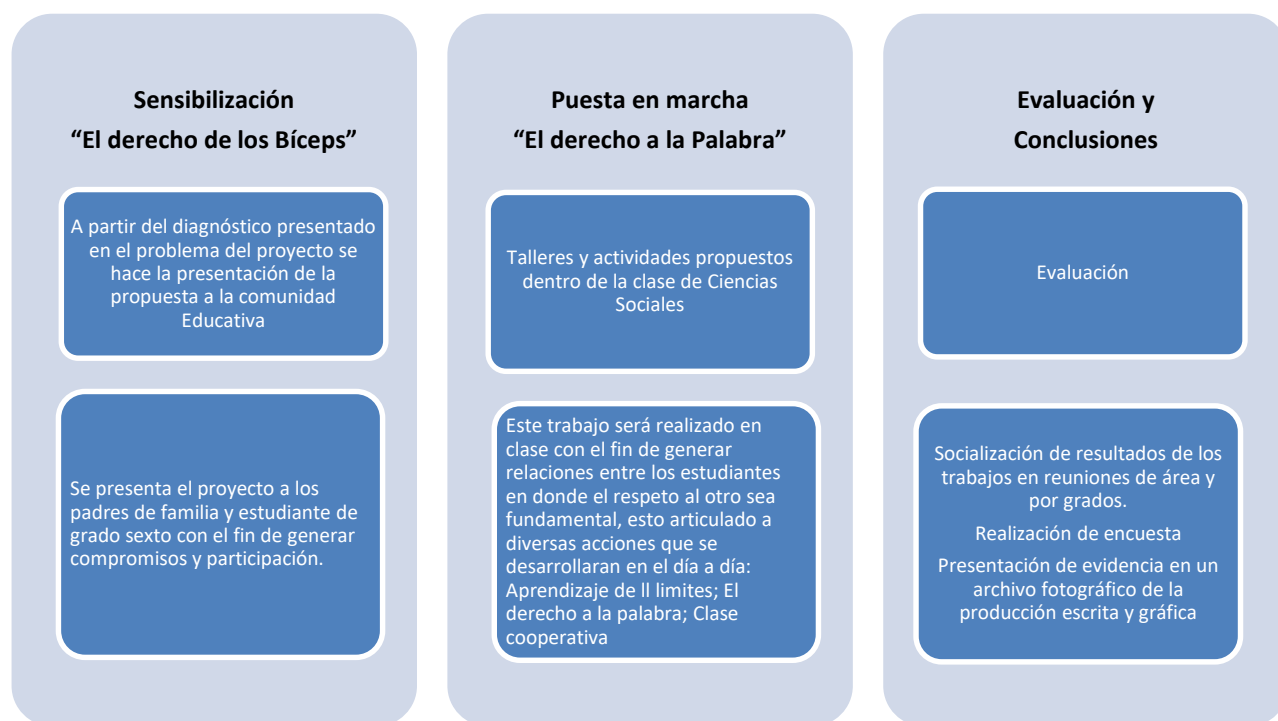 Sensibilización
“El derecho de los Bíceps”
A partir del diagnóstico presentado
en el problema del proyecto se
hace la presentación de la
propuesta a la comunidad
Educativa
Se presenta el proyecto a los
padres de familia y estudiante de
grado sexto con el fin de generar
compromisos y participación.
Puesta en marcha
“El derecho a la Palabra”
Talleres y actividades propuestos
dentro de la clase de Ciencias
Sociales
Este trabajo será realizado en
clase con el fin de generar
relaciones entre los estudiantes
en donde el respeto al otro sea
fundamental, esto articulado a
diversas acciones que se
desarrollaran en el día a día:
Aprendizaje de ll limites; El
derecho a la palabra; Clase
cooperativa
Evaluación y
Conclusiones
Evaluación
Socialización de resultados de los
trabajos en reuniones de área y
por grados.
Realización de encuesta
Presentación de evidencia en un
archivo fotográfico de la
producción escrita y gráfica